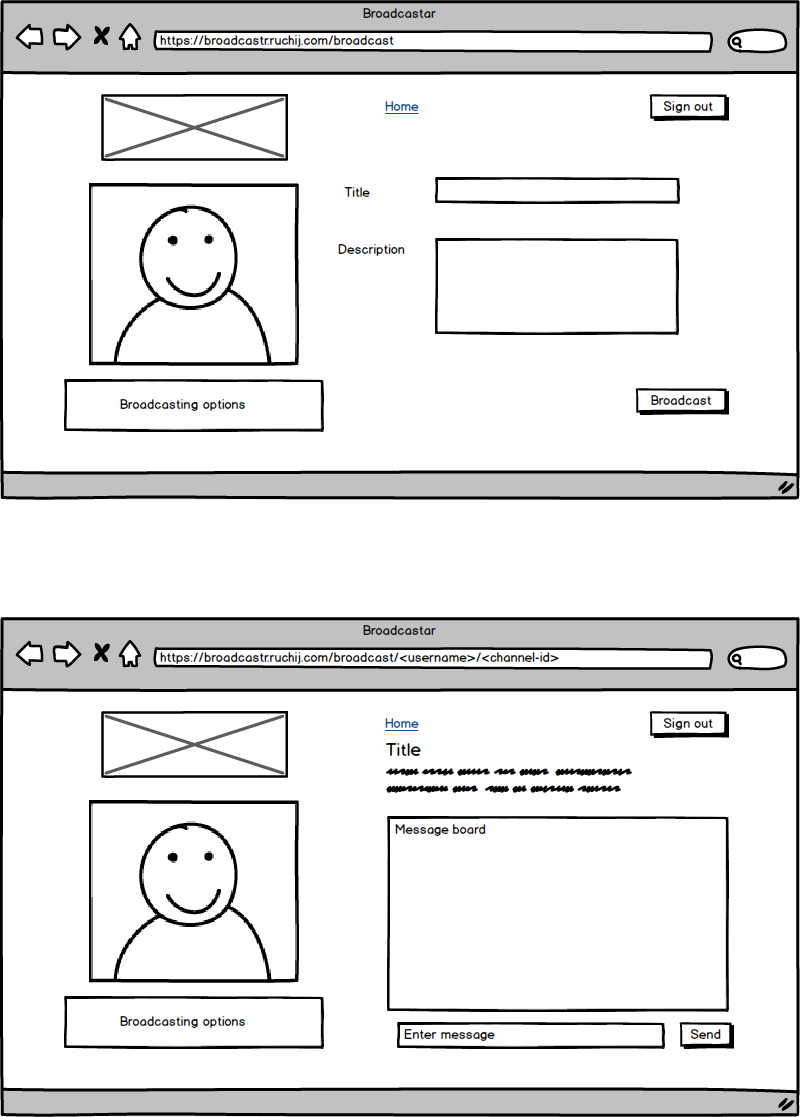 Broadcastar
https://broadcastr.ruchij.com/broadcast
Home
Sign out
Title
Description
Broadcasting options
Broadcast
Broadcastar
https://broadcastr.ruchij.com/broadcast/<username>/<channel-id>
Home
Sign out
Title
Message board
Broadcasting options
Enter message
Send